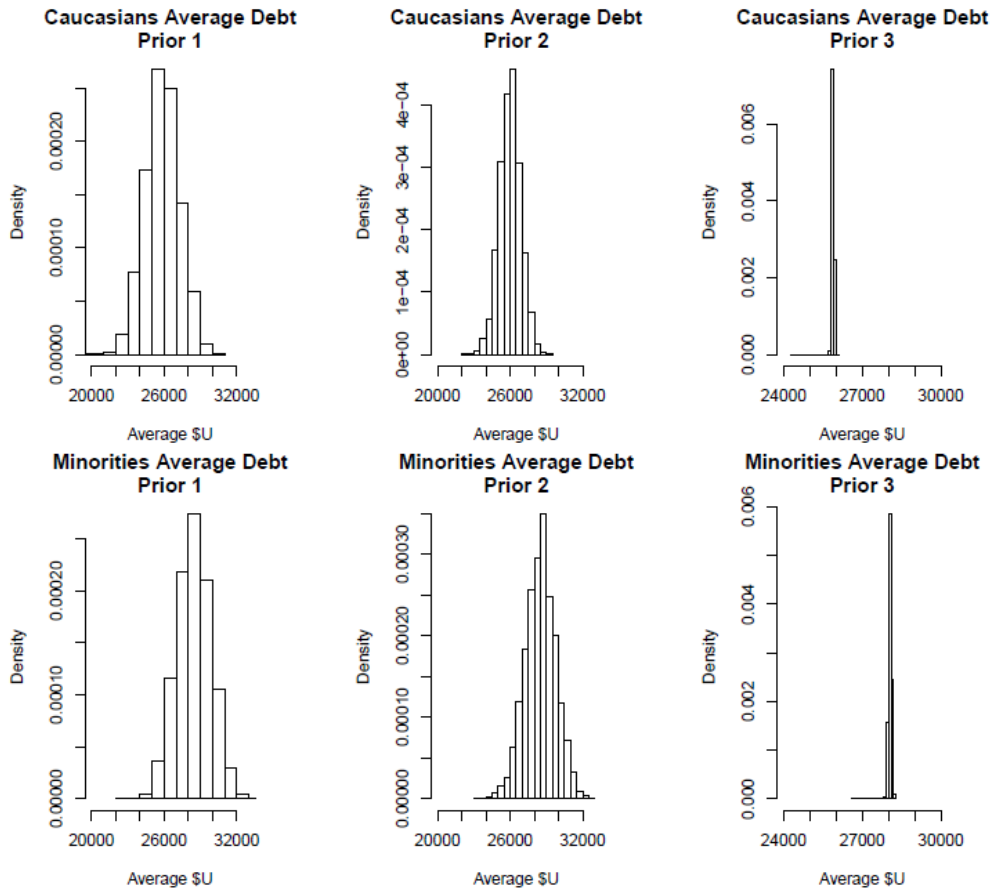 Caucasians Average Debt
Prior 1
Caucasians Average Debt
Prior 2
Caucasians Average Debt
Prior 3
Density
0.00000 0.00010 0.00020
20000 26000 32000
Average $U
Density
0e+00 1e−04 2e−04 3e−04 4e−04
20000 26000 32000
Average $U
Density
0.000 0.002 0.004 0.006
24000 27000 30000
Average $U
Minorities Average Debt
Prior 1
Minorities Average Debt
Prior 2
Minorities Average Debt
Prior 3
Density
0.00000 0.00010 0.00020
20000 26000 32000
Average $U
Density
0.00000 0.00010 0.00020 0.00030
20000 26000 32000
Average $U
Density
0.000 0.002 0.004 0.006
24000 27000 30000
Average $U